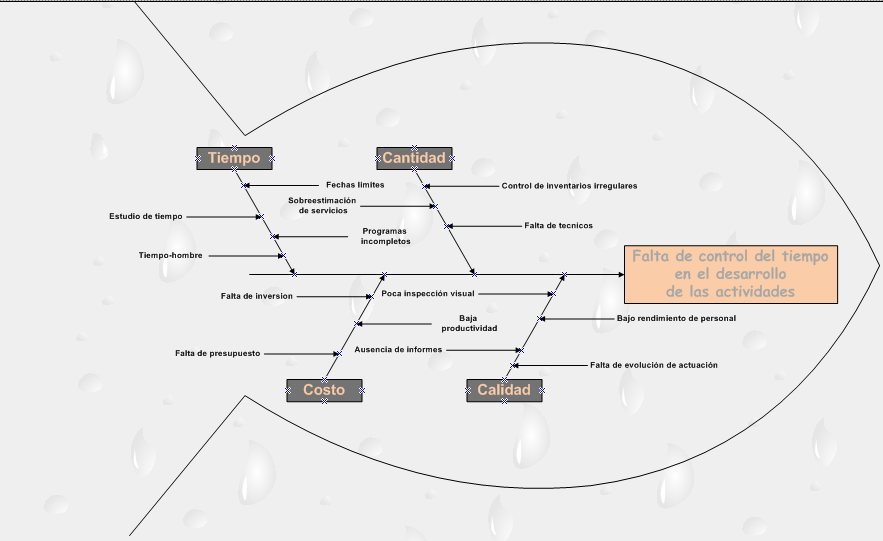 Tiempo
Cantidad
Fechas limites
Control de inventarios irregulares
Sobreestimación
de servicios
Estudio de tiempo
Falta de tecnicos
Programas
incompletos
Tiempo-hombre
Falta de control del tiempo
en el desarrollo
de las actividades
Falta de inversion
Poca inspección visual
Baja
productividad
Bajo rendimiento de personal
Falta de presupuesto
Ausencia de informes
Falta de evolución de actuación
Costo
Calidad